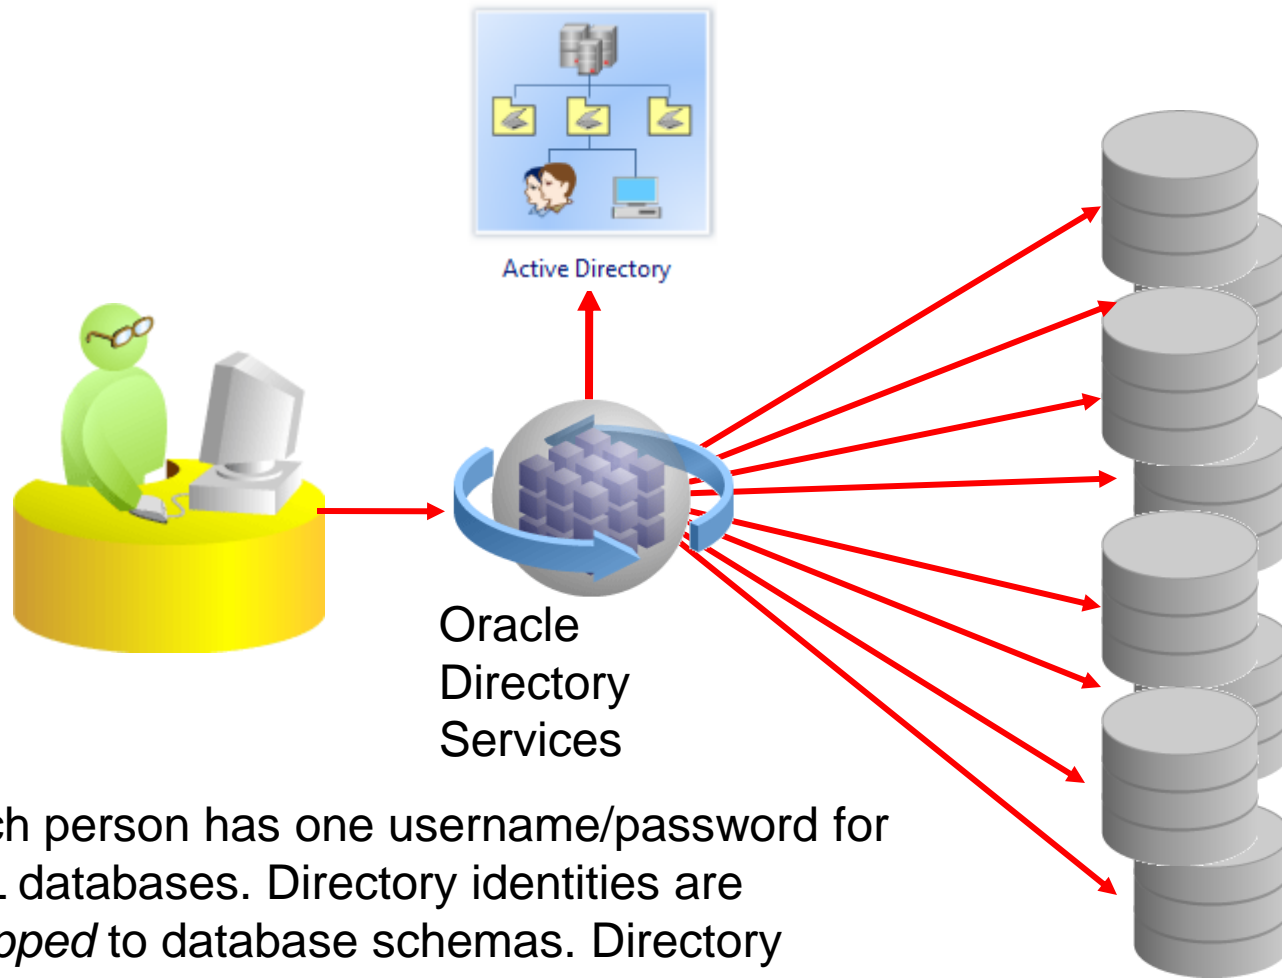 Active Directory
Oracle
Directory
Services
ch person has one username/password for
databases. Directory identities are
pped to database schemas. Directory